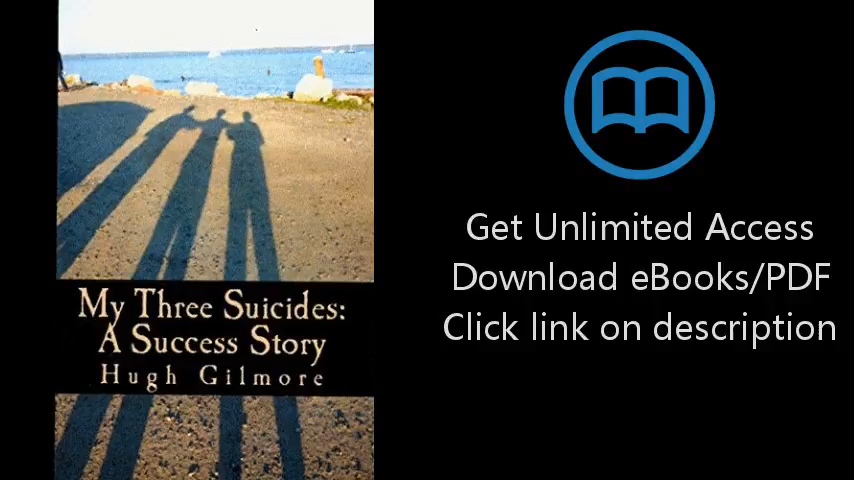 My Three Suicides:
A Success Story
Hugh Gilmore
Get Unlimited Access
Download eBooks/PDF
Click link on description